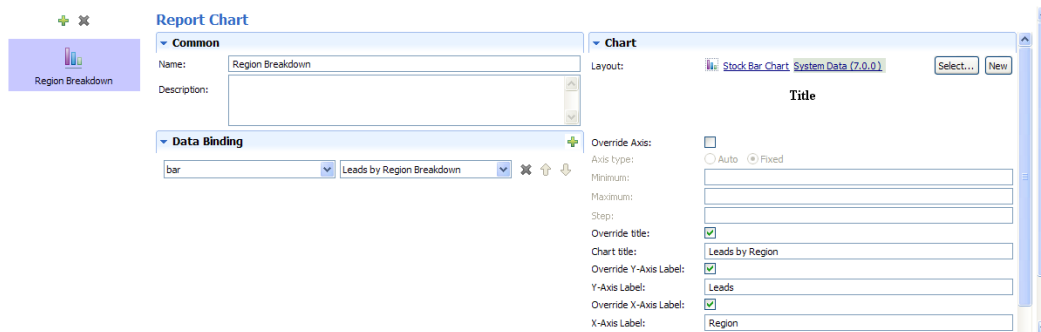 Report Chart
Region Breakdown
Common
Name: Region Breakdown
Description:
Data Binding
bar Leads by Region Breakdown
Chart
Layout: Stock Bar Chart System Data (7.0.0) Select... New
Title
Override Axis:
Axis type: Auto Fixed
Minimum:
Maximum:
Step:
Override title:
Chart title: Leads by Region
Override Y-Axis Label:
Y-Axis Label: Leads
Override X-Axis Label:
X-Axis Label: Region